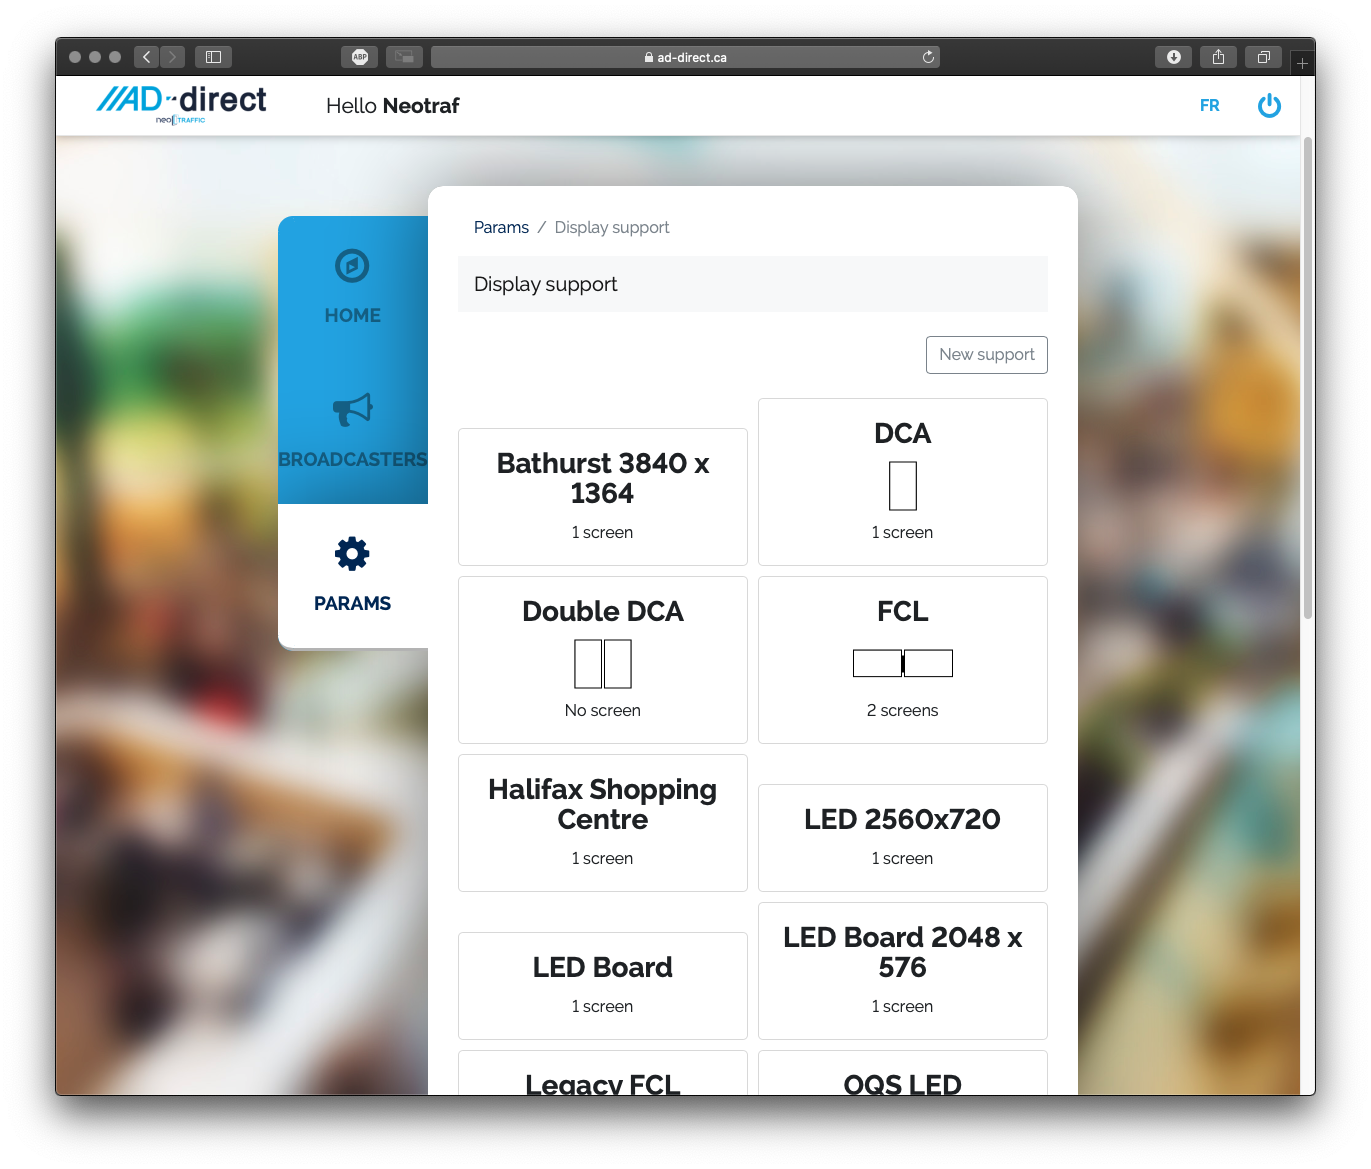 ABP
ad-direct.ca
AD-direct
neo TRAFFIC
Hello Neotraf
FR
Params / Display support
Display support
New support
HOME
BROADCASTERS
PARAMS
Bathurst 3840 x
1364
1 screen
DCA
1 screen
Double DCA
No screen
FCL
2 screens
Halifax Shopping
Centre
1 screen
LED 2560x720
1 screen
LED Board
1 screen
LED Board 2048 x
576
1 screen
Legacy FCL
OQS LED